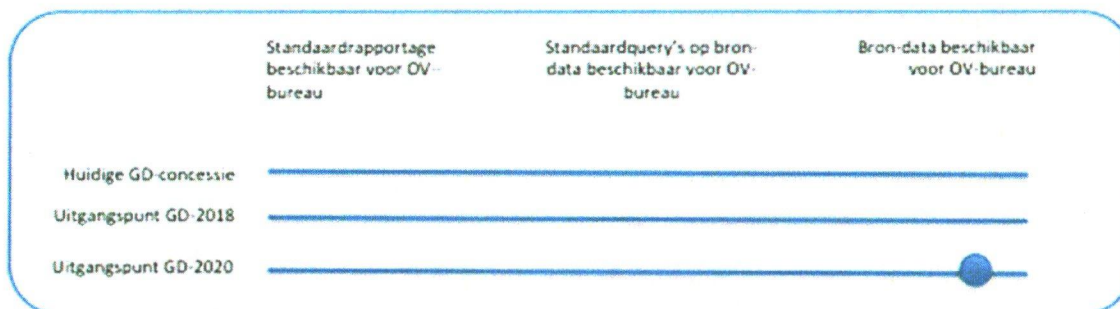 Standaardrapportage
beschikbaar voor OV-
bureau
Standaardquery's op bron-
data beschikbaar voor OV-
bureau
Bron-data beschikbaar
voor OV-bureau
Huidige GD-concessie
Uitgangspunt GD-2018
Uitgangspunt GD-2020